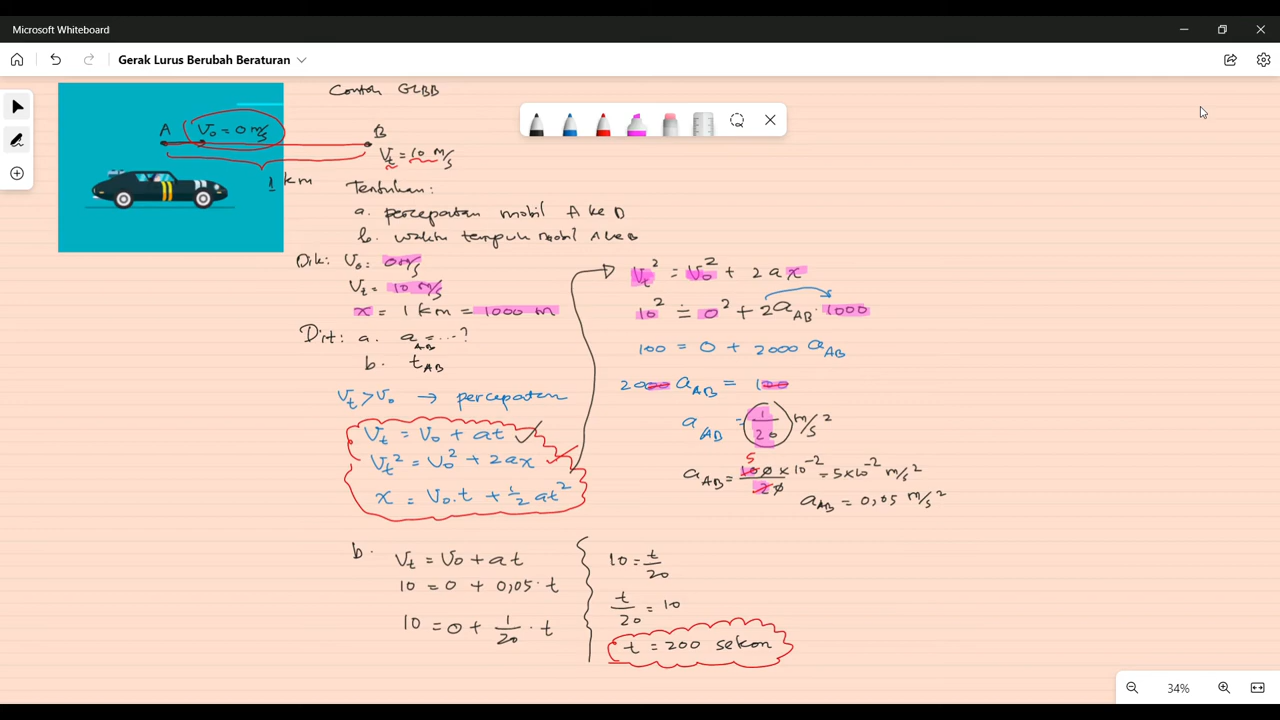 Microsoft Whiteboard
Gerak Lurus Berubah Beraturan
Contoh GLBB
A V₀ = 0 m/s B
Vₜ = 10 m/s
1 km
Tentukan:
a. percepatan mobil A ke B
b. waktu tempuh mobil A ke B
Dik: V₀ = 0 m/s
Vₜ = 10 m/s
x = 1 km = 1000 m
Dit: a. a_AB = ...?
b. t_AB
Vₜ > V₀ → percepatan
Vₜ = V₀ + at ✓
Vₜ² = V₀² + 2ax ✓
x = V₀.t + ½ at²
Vₜ² = V₀² + 2 a x
10² = 0² + 2a_AB . 1000
100 = 0 + 2000 a_AB
2000 a_AB = 100
a_AB = 1/20 m/s²
a_AB = 100/20 × 10⁻² = 5×10⁻² m/s²
5
a_AB = 0,05 m/s²
b. Vₜ = V₀ + at
10 = 0 + 0,05 . t
10 = 0 + 1/20 . t
10 = t/20
t/20 = 10
t = 200 sekon
34%